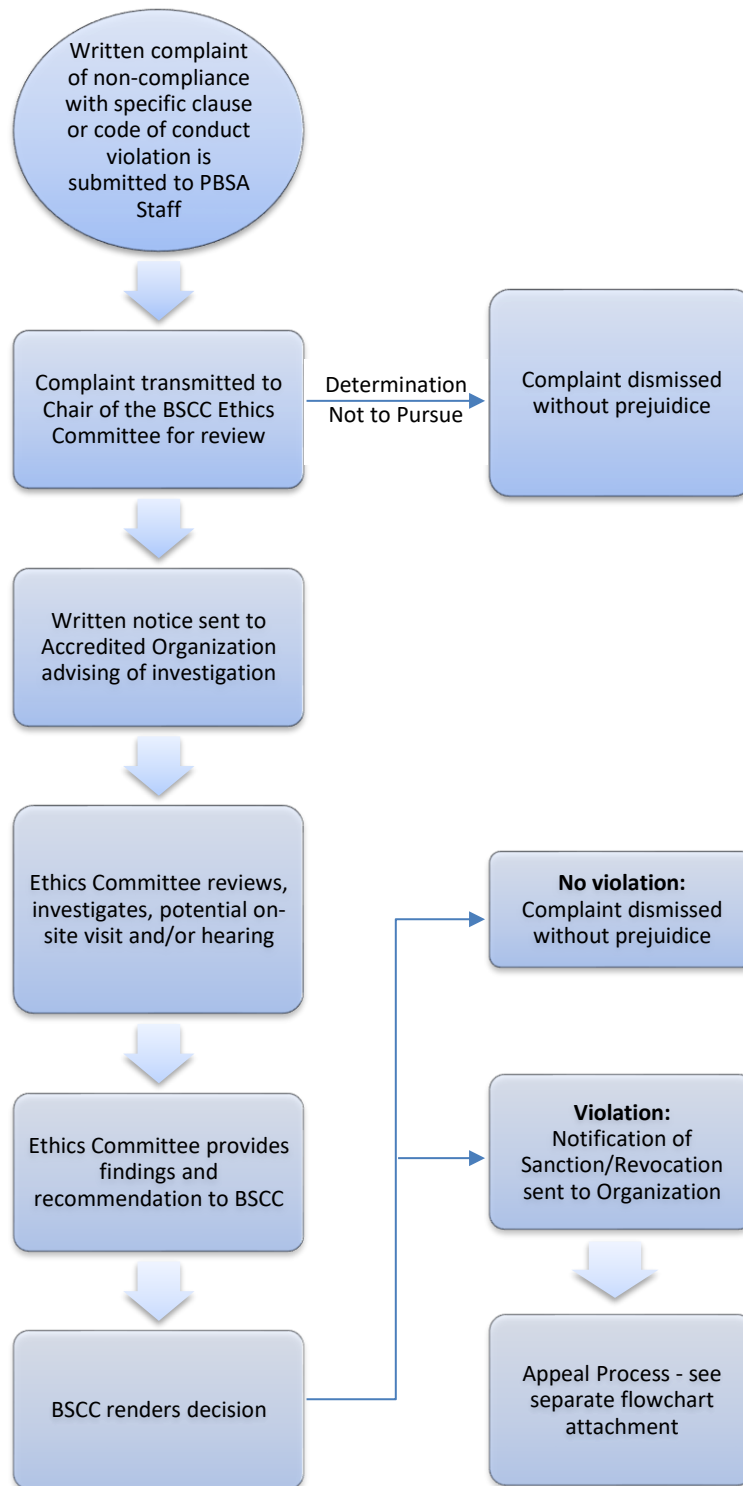 Written complaint
of non-compliance
with specific clause
or code of conduct
violation is
submitted to PBSA
Staff
Complaint transmitted to
Chair of the BSCC Ethics
Committee for review
Determination
Not to Pursue
Complaint dismissed
without prejudice
Written notice sent to
Accredited Organization
advising of investigation
Ethics Committee reviews,
investigates, potential on-
site visit and/or hearing
No violation:
Complaint dismissed
without prejudice
Ethics Committee provides
findings and
recommendation to BSCC
Violation:
Notification of
Sanction/Revocation
sent to Organization
BSCC renders decision
Appeal Process - see
separate flowchart
attachment